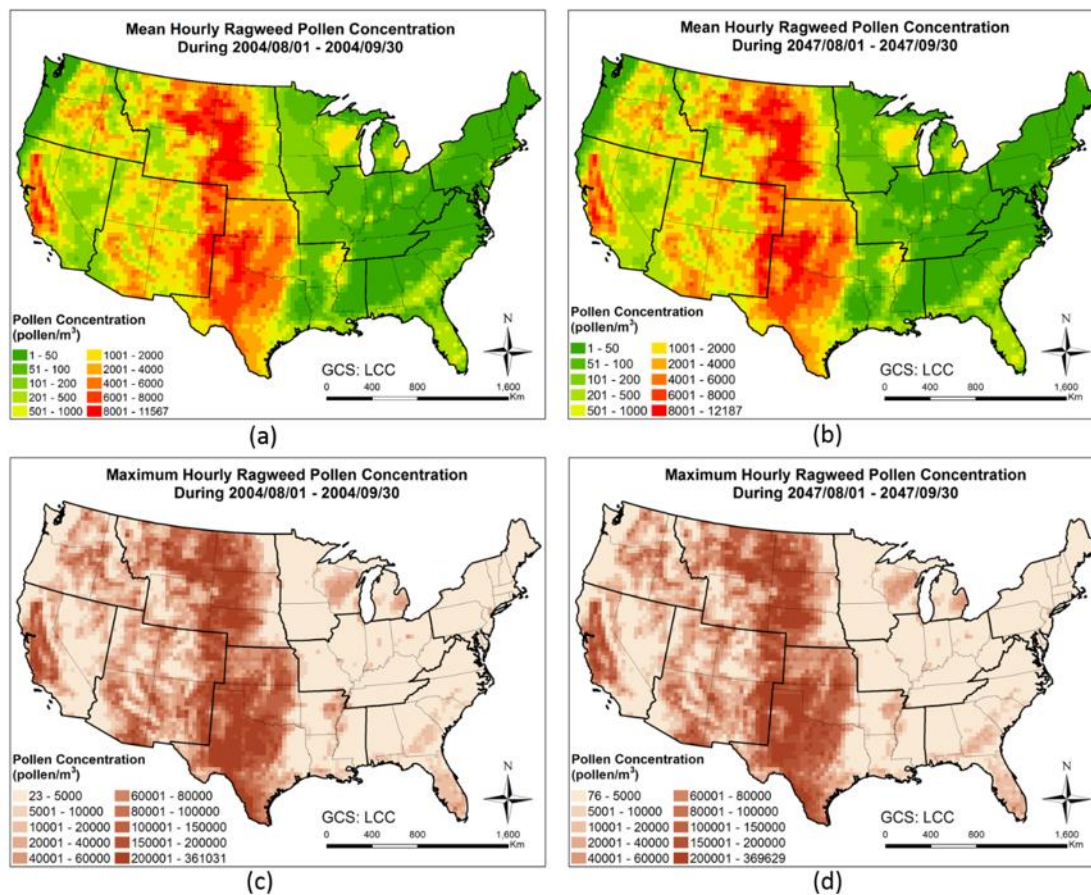 Mean Hourly Ragweed Pollen Concentration
During 2004/08/01 - 2004/09/30
Pollen Concentration
(pollen/m³)
1 - 50
51 - 100
101 - 200
201 - 500
501 - 1000
1001 - 2000
2001 - 4000
4001 - 6000
6001 - 8000
8001 - 11567
GCS: LCC
0 400 800 1,600
Km
N
(a)
Mean Hourly Ragweed Pollen Concentration
During 2047/08/01 - 2047/09/30
Pollen Concentration
(pollen/m³)
1 - 50
51 - 100
101 - 200
201 - 500
501 - 1000
1001 - 2000
2001 - 4000
4001 - 6000
6001 - 8000
8001 - 12187
GCS: LCC
0 400 800 1,600
Km
N
(b)
Maximum Hourly Ragweed Pollen Concentration
During 2004/08/01 - 2004/09/30
Pollen Concentration
(pollen/m³)
23 - 5000
5001 - 10000
10001 - 20000
20001 - 40000
40001 - 60000
60001 - 80000
80001 - 100000
100001 - 150000
150001 - 200000
200001 - 361031
GCS: LCC
0 400 800 1,600
Km
N
(c)
Maximum Hourly Ragweed Pollen Concentration
During 2047/08/01 - 2047/09/30
Pollen Concentration
(pollen/m³)
76 - 5000
5001 - 10000
10001 - 20000
20001 - 40000
40001 - 60000
60001 - 80000
80001 - 100000
100001 - 150000
150001 - 200000
200001 - 369629
GCS: LCC
0 400 800 1,600
Km
N
(d)